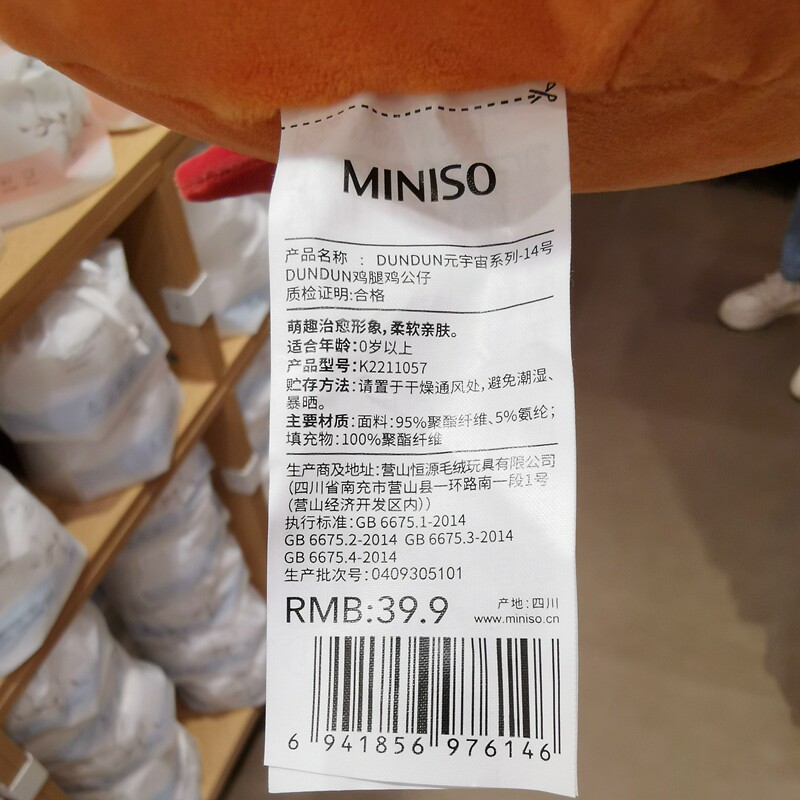 MINISO
产品名称 : DUNDUN元宇宙系列-14号
DUNDUN鸡腿鸡公仔
质检证明:合格
萌趣治愈形象,柔软亲肤。
适合年龄:0岁以上
产品型号:K2211057
贮存方法:请置于干燥通风处,避免潮湿、
暴晒。
主要材质:面料:95%聚酯纤维、5%氨纶;
填充物:100%聚酯纤维
生产商及地址:营山恒源毛绒玩具有限公司
(四川省南充市营山县一环路南一段1号
(营山经济开发区内))
执行标准:GB 6675.1-2014
GB 6675.2-2014 GB 6675.3-2014
GB 6675.4-2014
生产批次号:0409305101
RMB:39.9
产地:四川
www.miniso.cn
6 941856 976146